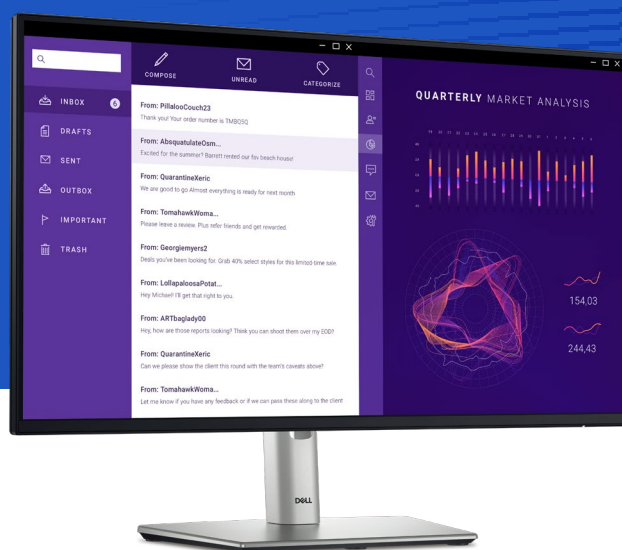 COMPOSE
UNREAD
CATEGORIZE
INBOX 6
DRAFTS
SENT
OUTBOX
IMPORTANT
TRASH
From: PillalooCouch23
Thank you! Your order number is TMBQ5Q
From: AbsquatulateOsm...
Excited for the summer? Barrett rented our fav beach house!
From: QuarantineXeric
We are good to go Almost everything is ready for next month
From: TomahawkWoma...
Please leave a review. Plus refer friends and get rewarded.
From: Georgiemyers2
Deals you've been looking for. Grab 40% select styles for this limited time sale.
From: LollapaloosaPotat...
Hey Michael! I'll get that right to you.
From: ARTbaglady00
Hey, how are those reports looking? Think you can shoot them over my EOD?
From: QuarantineXeric
Can we please show the client this round with the team's caveats above?
From: TomahawkWoma...
Let me know if you have any feedback or if we can pass these along to the client
QUARTERLY MARKET ANALYSIS
154,03
244,43
DELL